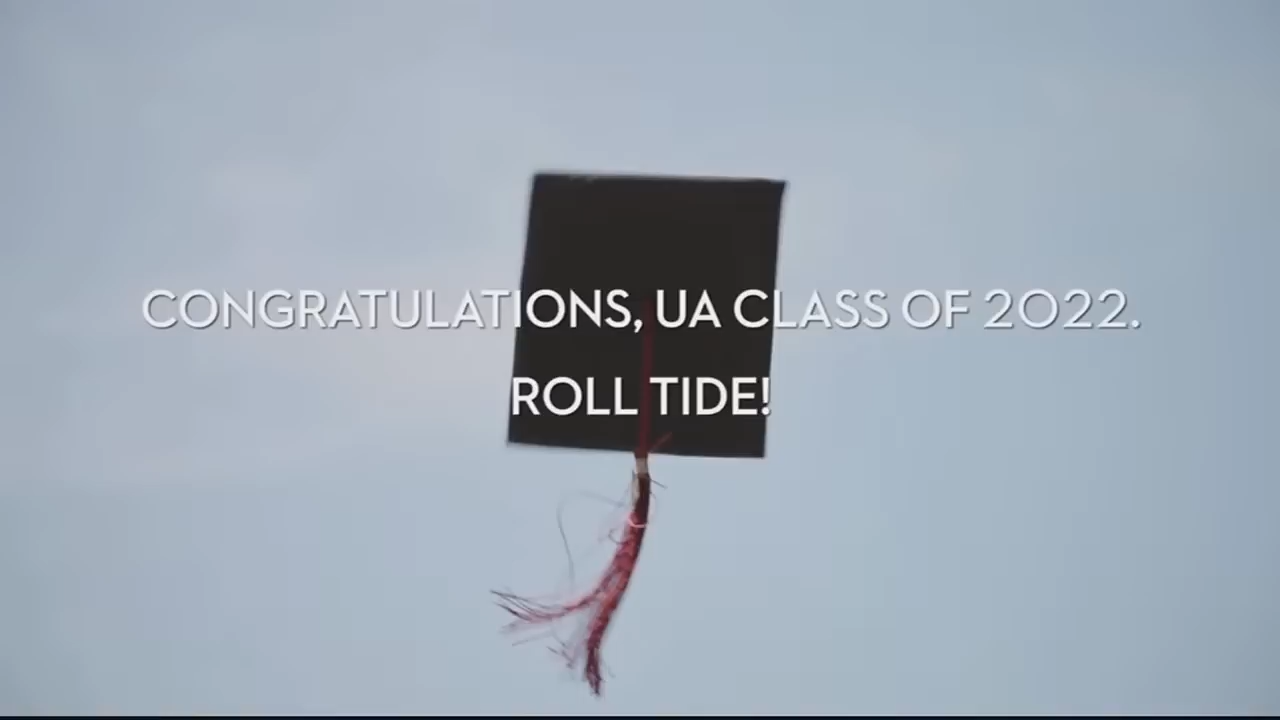 CONGRATULATIONS, UA CLASS OF 2022.
ROLL TIDE!